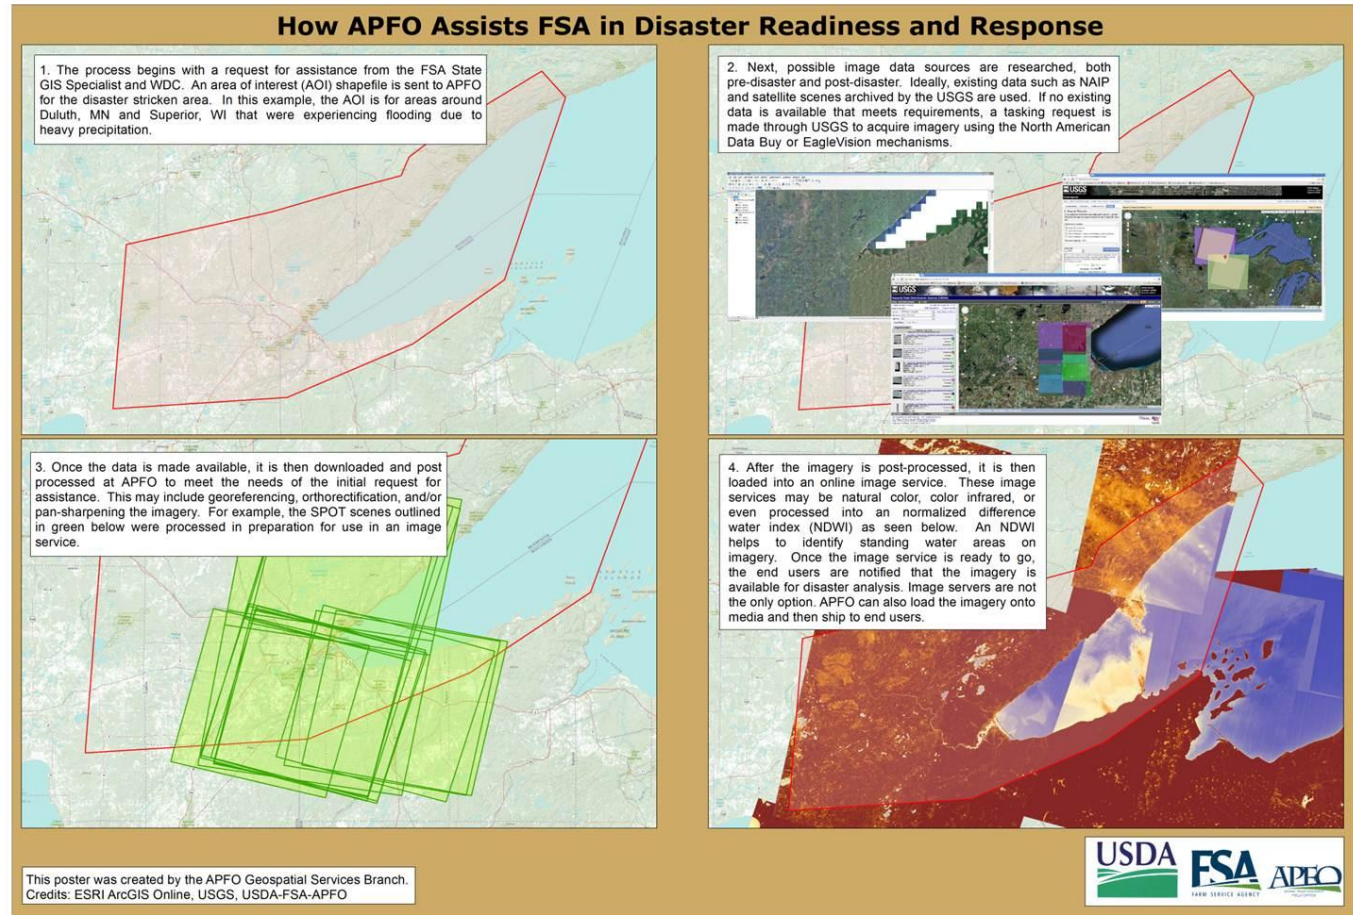 How APFO Assists FSA in Disaster Readiness and Response
1. The process begins with a request for assistance from the FSA State
GIS Specialist and WDC. An area of interest (AOI) shapefile is sent to APFO
for the disaster stricken area. In this example, the AOI is for areas around
Duluth, MN and Superior, WI that were experiencing flooding due to
heavy precipitation.
2. Next, possible image data sources are researched, both
pre-disaster and post-disaster. Ideally, existing data such as NAIP
and satellite scenes archived by the USGS are used. If no existing
data is available that meets requirements, a tasking request is
made through USGS to acquire imagery using the North American
Data Buy or EagleVision mechanisms.
USGS
USGS
3. Once the data is made available, it is then downloaded and post
processed at APFO to meet the needs of the initial request for
assistance. This may include georeferencing, orthorectification, and/or
pan-sharpening the imagery. For example, the SPOT scenes outlined
in green below were processed in preparation for use in an image
service.
4. After the imagery is post-processed, it is then
loaded into an online image service. These image
services may be natural color, color infrared, or
even processed into an normalized difference
water index (NDWI) as seen below. An NDWI
helps to identify standing water areas on
imagery. Once the image service is ready to go,
the end users are notified that the imagery is
available for disaster analysis. Image servers are not
the only option. APFO can also load the imagery onto
media and then ship to end users.
This poster was created by the APFO Geospatial Services Branch.
Credits: ESRI ArcGIS Online, USGS, USDA-FSA-APFO
USDA
FSA
FARM SERVICE AGENCY
APFO